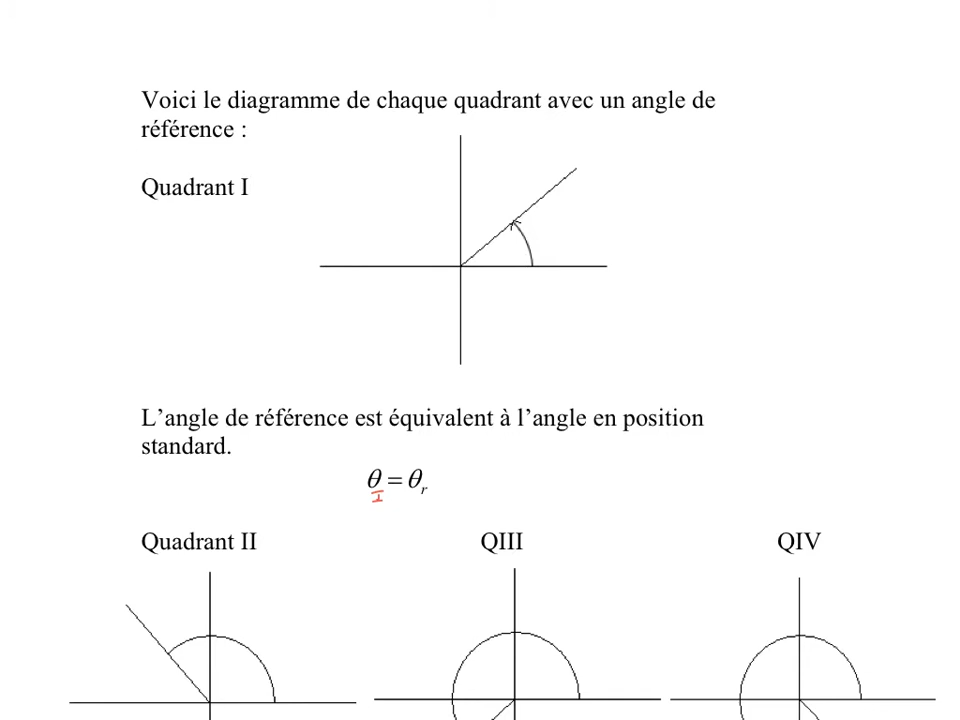 Voici le diagramme de chaque quadrant avec un angle de
référence :
Quadrant I
L’angle de référence est équivalent à l’angle en position
standard.
θ = θr
I
Quadrant II QIII QIV